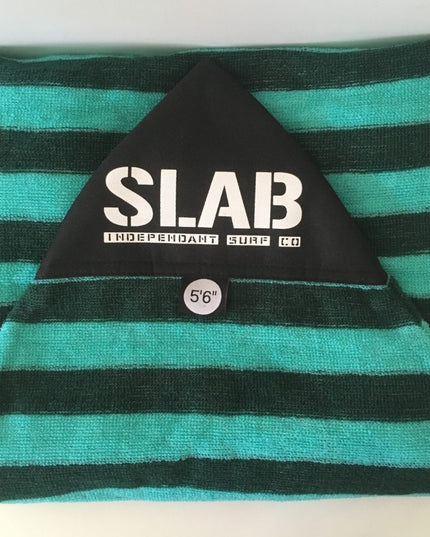 SLAB
INDEPENDANT SURF CO
5'6"